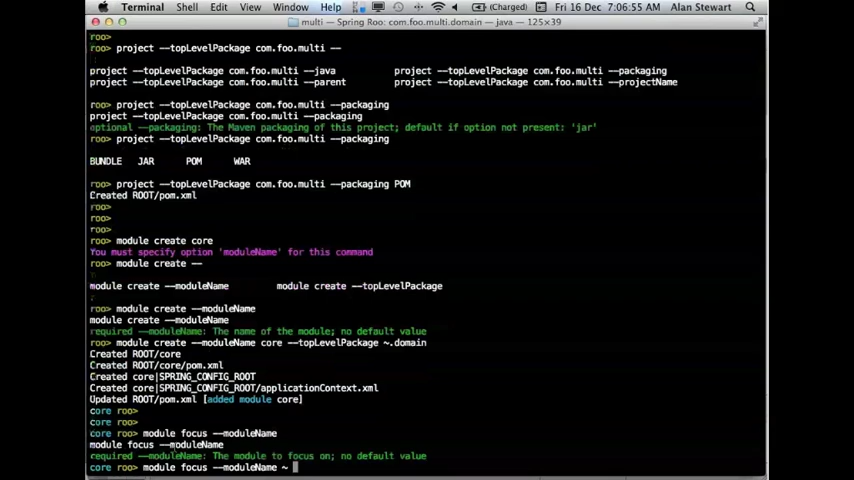 Terminal Shell Edit View Window Help (Charged) Fri 16 Dec 7:06:55 AM Alan Stewart
multi — Spring Roo: com.foo.multi.domain — java — 125×39
roo>
roo> project --topLevelPackage com.foo.multi --
project --topLevelPackage com.foo.multi --java project --topLevelPackage com.foo.multi --packaging
project --topLevelPackage com.foo.multi --parent project --topLevelPackage com.foo.multi --projectName
roo> project --topLevelPackage com.foo.multi --packaging
project --topLevelPackage com.foo.multi --packaging
optional --packaging: The Maven packaging of this project; default if option not present: 'jar'
roo> project --topLevelPackage com.foo.multi --packaging
BUNDLE JAR POM WAR
roo> project --topLevelPackage com.foo.multi --packaging POM
Created ROOT/pom.xml
roo>
roo>
roo>
roo> module create core
You must specify option 'moduleName' for this command
roo> module create --
module create --moduleName module create --topLevelPackage
roo> module create --moduleName
module create --moduleName
required --moduleName: The name of the module; no default value
roo> module create --moduleName core --topLevelPackage ~.domain
Created ROOT/core
Created ROOT/core/pom.xml
Created core|SPRING_CONFIG_ROOT
Created core|SPRING_CONFIG_ROOT/applicationContext.xml
Updated ROOT/pom.xml [added module core]
core roo>
core roo>
core roo> module focus --moduleName
module focus --moduleName
required --moduleName: The module to focus on; no default value
core roo> module focus --moduleName ~